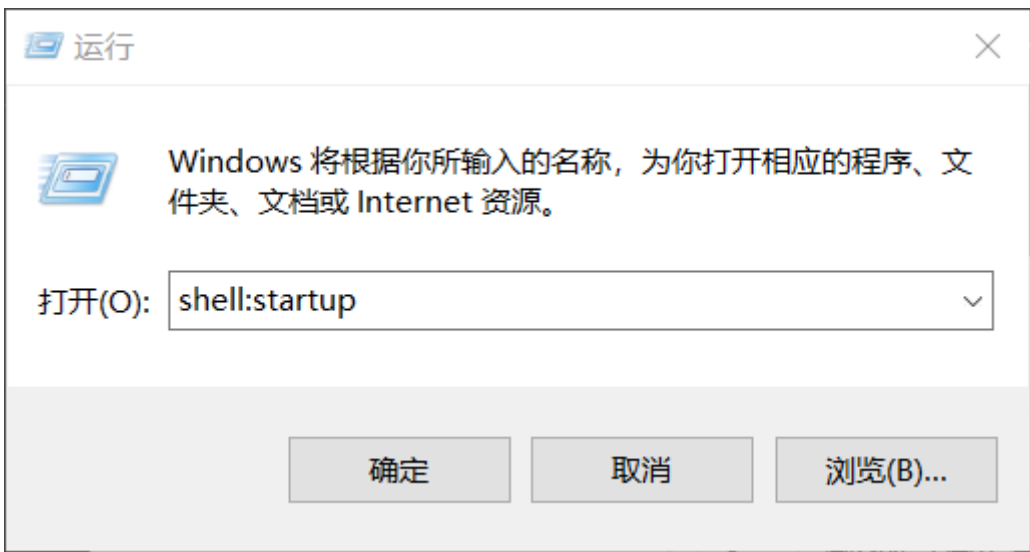 运行
Windows 将根据你所输入的名称，为你打开相应的程序、文
件夹、文档或 Internet 资源。
打开(O): shell:startup
确定 取消 浏览(B)...